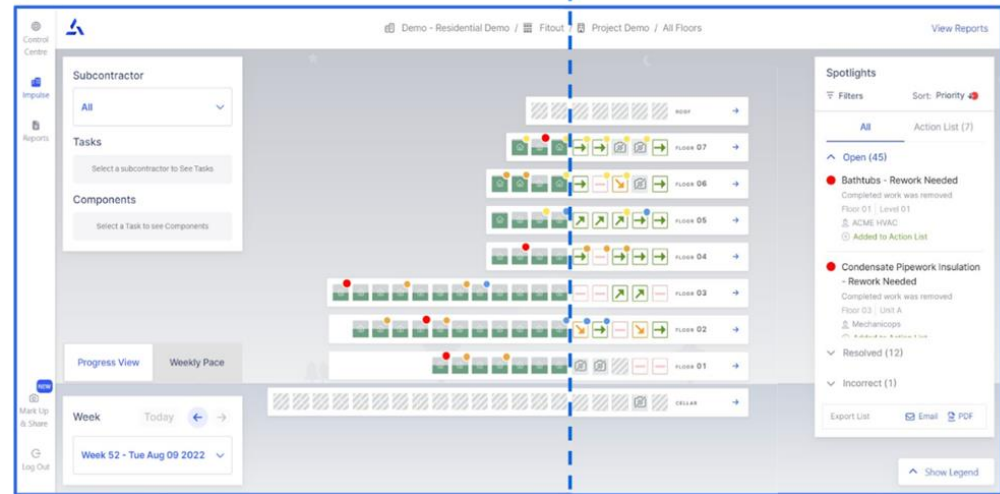 Control
Centre
Impulse
Reports
NEW
Mark Up
& Share
Log Out
Demo - Residential Demo / Fitout / Project Demo / All Floors
View Reports
Subcontractor
All
Tasks
Select a subcontractor to See Tasks
Components
Select a Task to see Components
Progress View
Weekly Pace
Week
Today
Week 52 - Tue Aug 09 2022
ROOF
FLOOR 07
FLOOR 06
FLOOR 05
FLOOR 04
FLOOR 03
FLOOR 02
FLOOR 01
CELLAR
Spotlights
Filters
Sort: Priority
All
Action List (7)
Open (45)
Bathtubs - Rework Needed
Completed work was removed
Floor 01 | Level 01
ACME HVAC
Added to Action List
Condensate Pipework Insulation
- Rework Needed
Completed work was removed
Floor 03 | Unit A
Mechanicops
Added to Action List
Resolved (12)
Incorrect (1)
Export List
Email
PDF
Show Legend